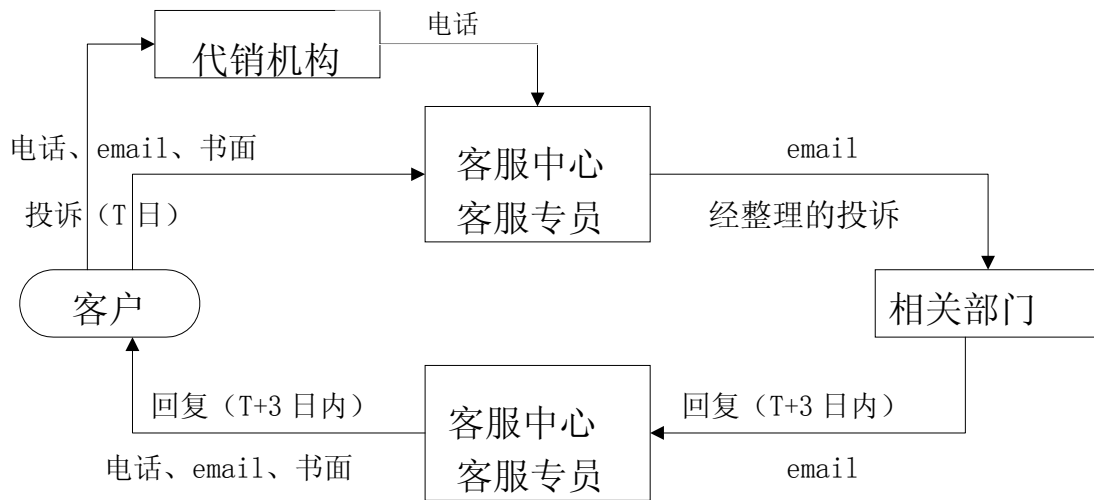 代销机构
电话
电话、email、书面
投诉（T 日）
客服中心
客服专员
email
经整理的投诉
客户
相关部门
回复（T+3 日内）
电话、email、书面
客服中心
客服专员
回复（T+3 日内）
email